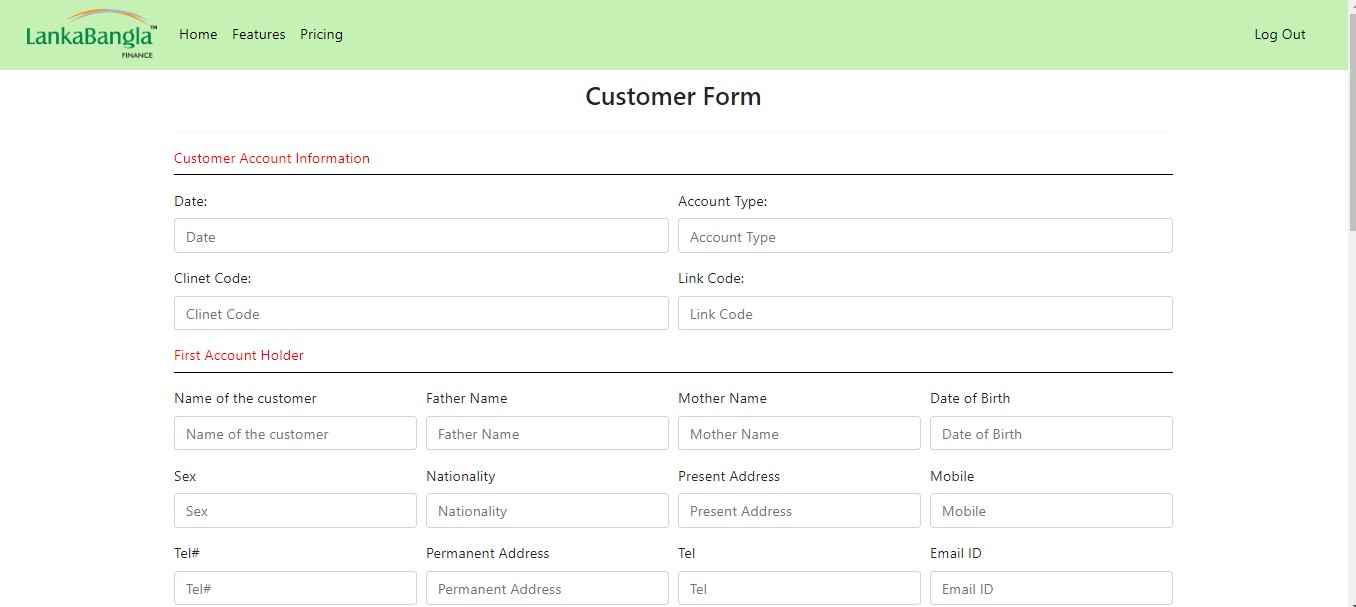 LankaBangla™
FINANCE
Home Features Pricing
Log Out
Customer Form
Customer Account Information
Date: Account Type:
Date Account Type
Clinet Code: Link Code:
Clinet Code Link Code
First Account Holder
Name of the customer Father Name Mother Name Date of Birth
Name of the customer Father Name Mother Name Date of Birth
Sex Nationality Present Address Mobile
Sex Nationality Present Address Mobile
Tel# Permanent Address Tel Email ID
Tel# Permanent Address Tel Email ID